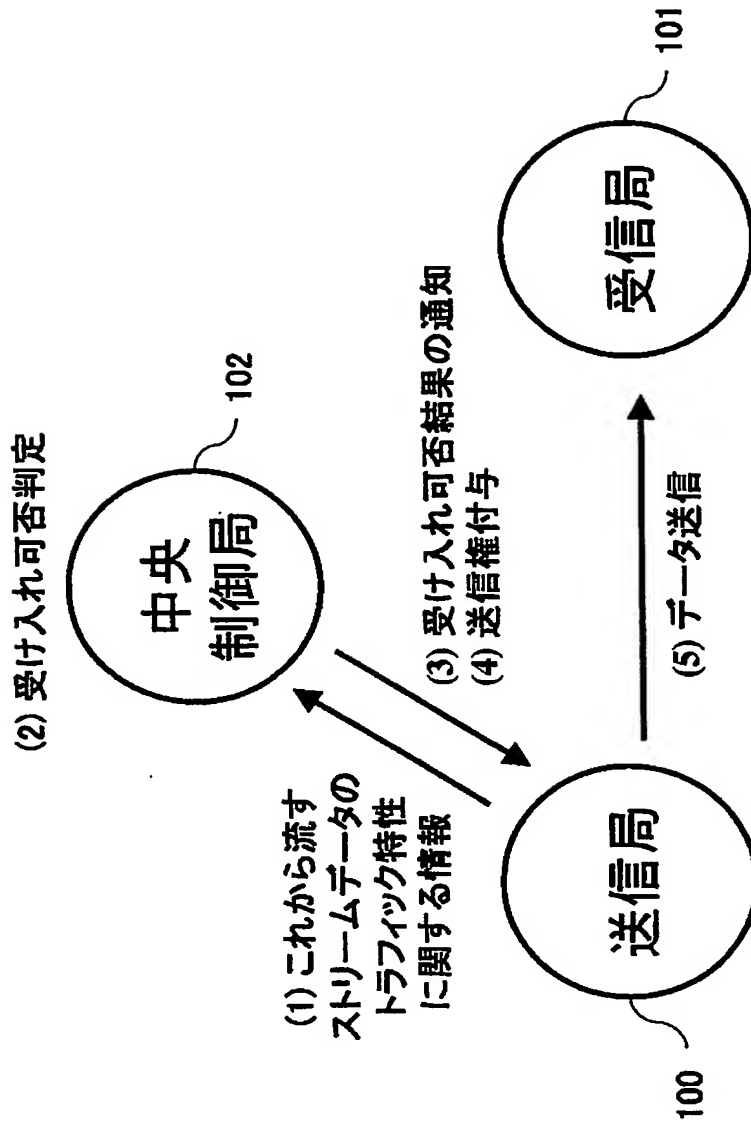 (2) 受け入れ可否判定
中央
制御局
102
(1) これから流す
ストリームデータの
トラフィック特性
に関する情報
(3) 受け入れ可否結果の通知
(4) 送信権付与
送信局
100
(5) データ送信
受信局
101